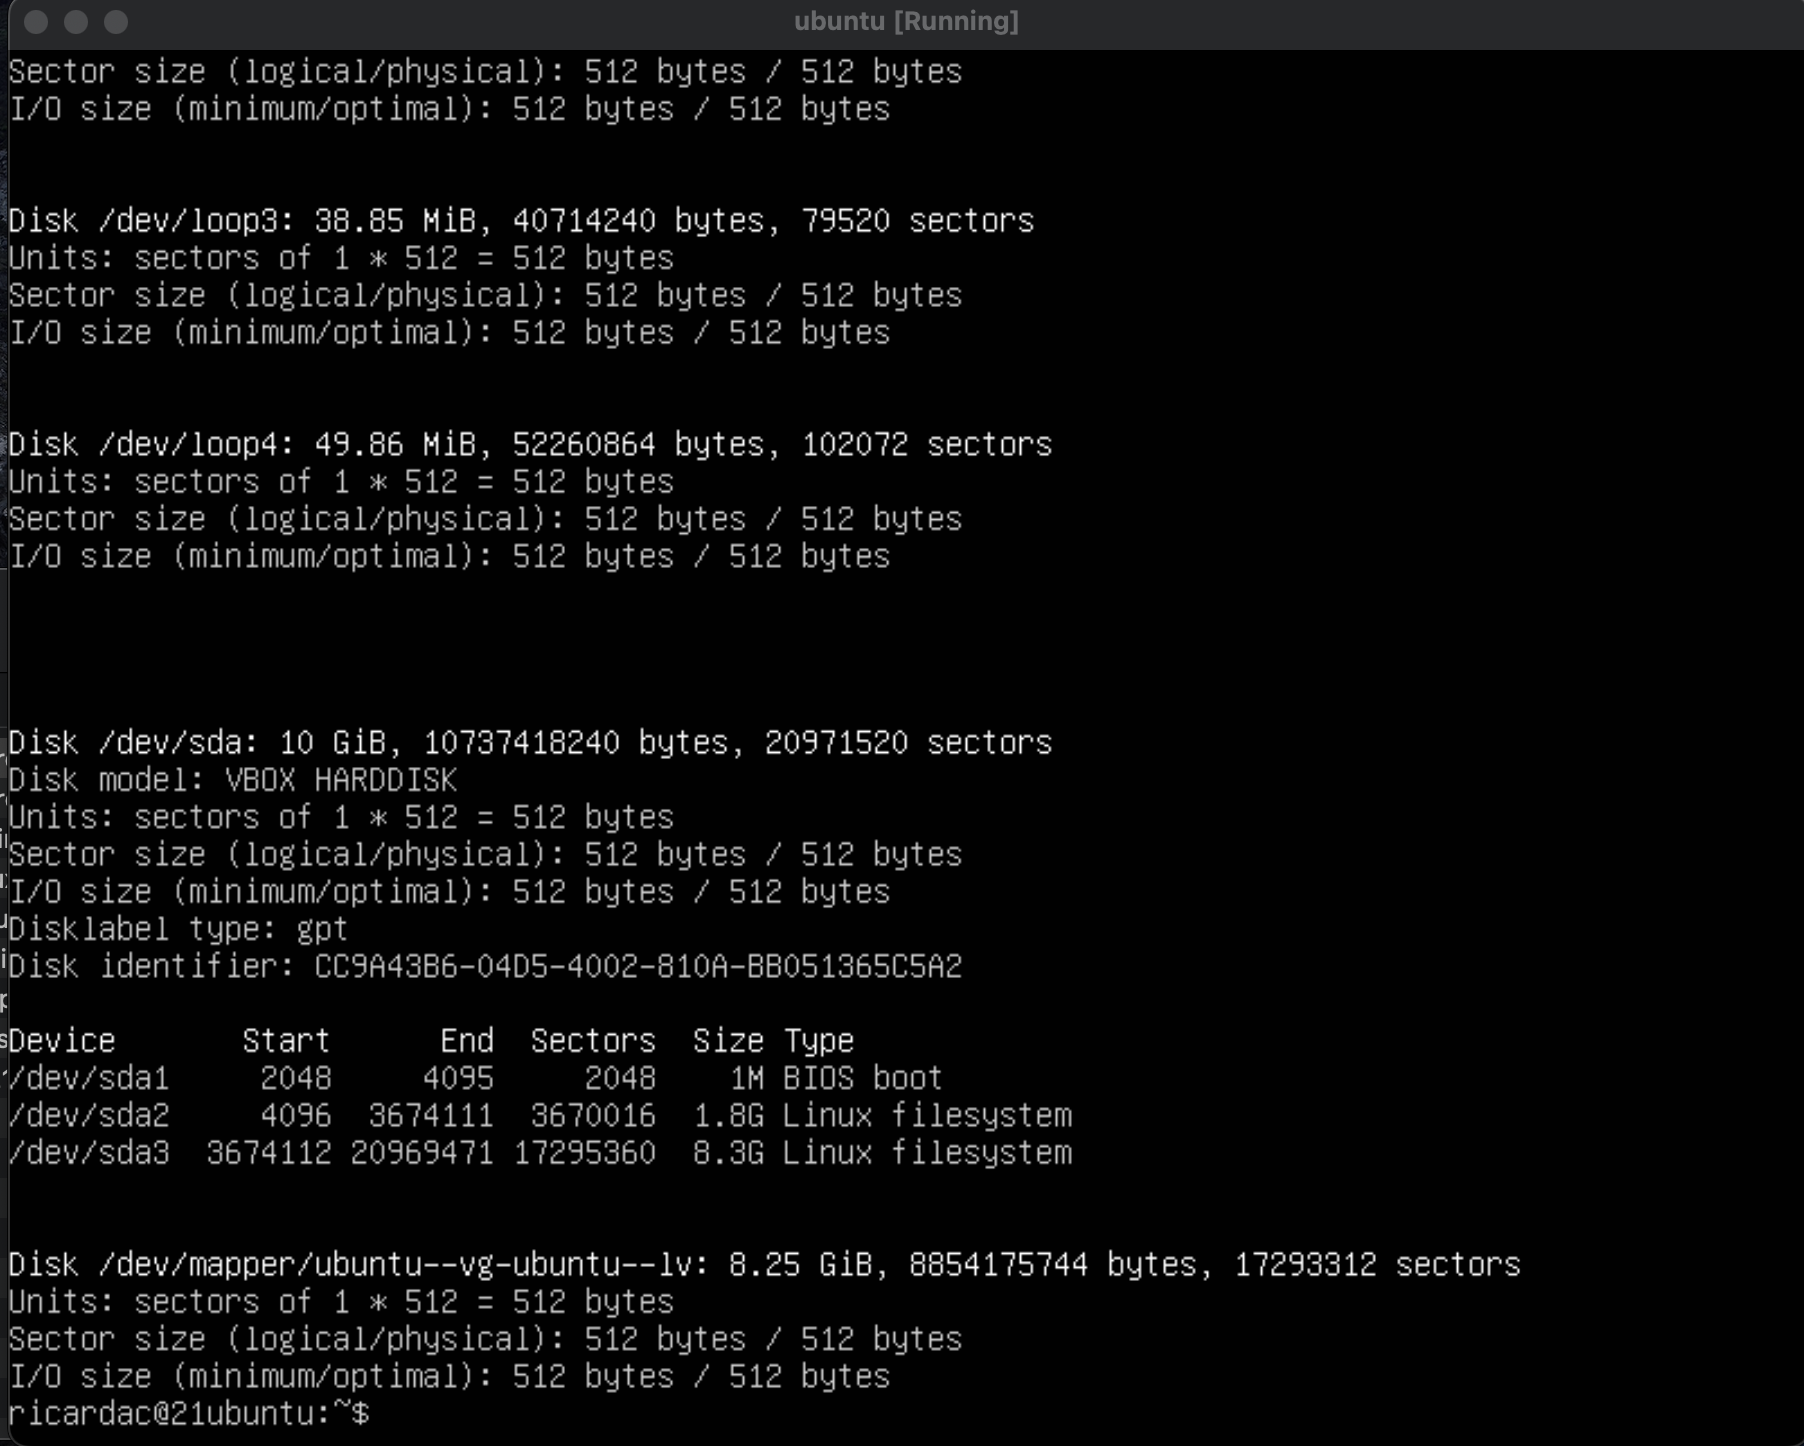 ubuntu [Running]
Sector size (logical/physical): 512 bytes / 512 bytes
I/O size (minimum/optimal): 512 bytes / 512 bytes
Disk /dev/loop3: 38.85 MiB, 40714240 bytes, 79520 sectors
Units: sectors of 1 * 512 = 512 bytes
Sector size (logical/physical): 512 bytes / 512 bytes
I/O size (minimum/optimal): 512 bytes / 512 bytes
Disk /dev/loop4: 49.86 MiB, 52260864 bytes, 102072 sectors
Units: sectors of 1 * 512 = 512 bytes
Sector size (logical/physical): 512 bytes / 512 bytes
I/O size (minimum/optimal): 512 bytes / 512 bytes
Disk /dev/sda: 10 GiB, 10737418240 bytes, 20971520 sectors
Disk model: VBOX HARDDISK
Units: sectors of 1 * 512 = 512 bytes
Sector size (logical/physical): 512 bytes / 512 bytes
I/O size (minimum/optimal): 512 bytes / 512 bytes
Disklabel type: gpt
Disk identifier: CC9A43B6-04D5-4002-810A-BB051365C5A2
Device       Start      End  Sectors  Size Type
/dev/sda1     2048     4095     2048    1M BIOS boot
/dev/sda2     4096  3674111  3670016  1.8G Linux filesystem
/dev/sda3  3674112 20969471 17295360  8.3G Linux filesystem
Disk /dev/mapper/ubuntu--vg-ubuntu--lv: 8.25 GiB, 8854175744 bytes, 17293312 sectors
Units: sectors of 1 * 512 = 512 bytes
Sector size (logical/physical): 512 bytes / 512 bytes
I/O size (minimum/optimal): 512 bytes / 512 bytes
ricardac@21ubuntu:~$